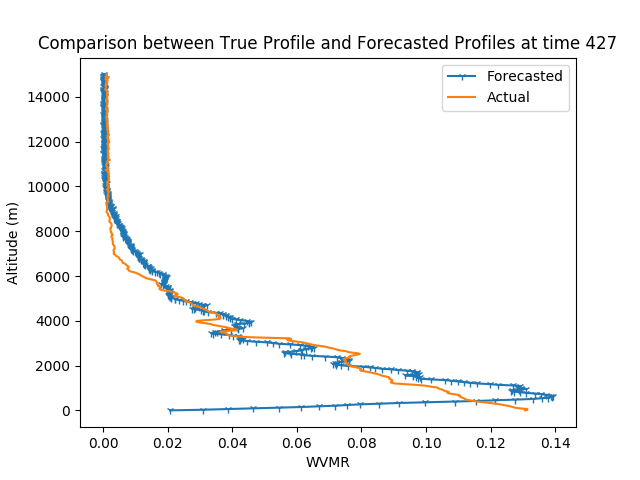 Comparison between True Profile and Forecasted Profiles at time 427
Forecasted
Actual
14000
12000
10000
8000
6000
4000
2000
0
Altitude (m)
0.00 0.02 0.04 0.06 0.08 0.10 0.12 0.14
WVMR